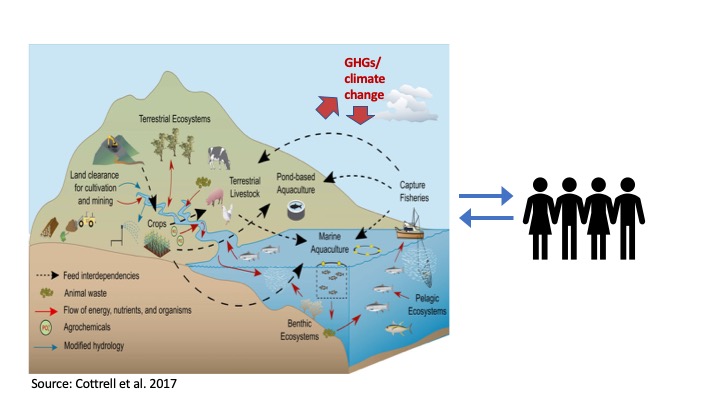 GHGs/
climate
change
Terrestrial Ecosystems
Land clearance
for cultivation
and mining
Terrestrial
Livestock
Pond-based
Aquaculture
Capture
Fisheries
Crops
Marine
Aquaculture
Feed interdependencies
Animal waste
Flow of energy, nutrients, and organisms
Agrochemicals
Modified hydrology
Benthic
Ecosystems
Pelagic
Ecosystems
Source: Cottrell et al. 2017